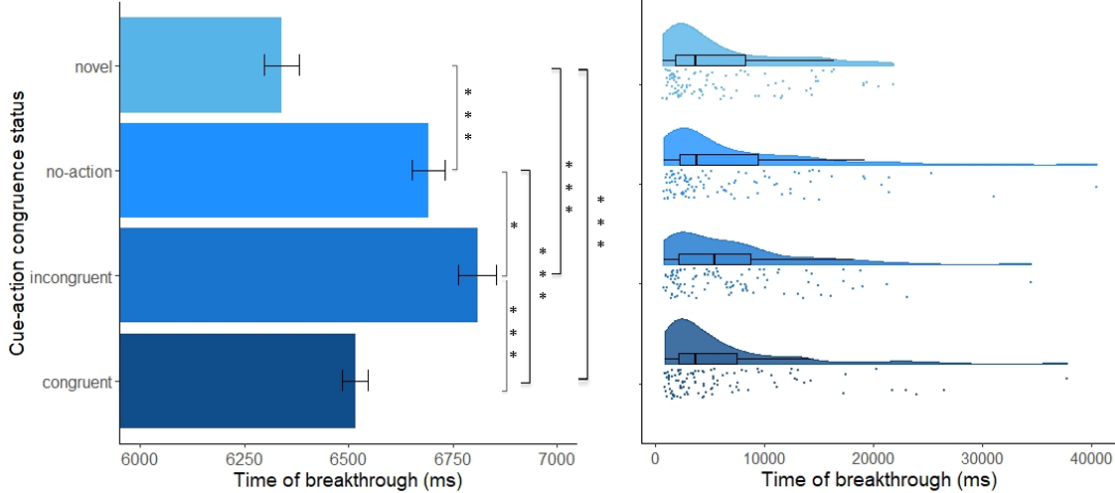 Cue-action congruence status
novel
no-action
incongruent
congruent
* * *
* * *
* * *
*
* * *
* * *
6000 6250 6500 6750 7000
Time of breakthrough (ms)
0 10000 20000 30000 40000
Time of breakthrough (ms)